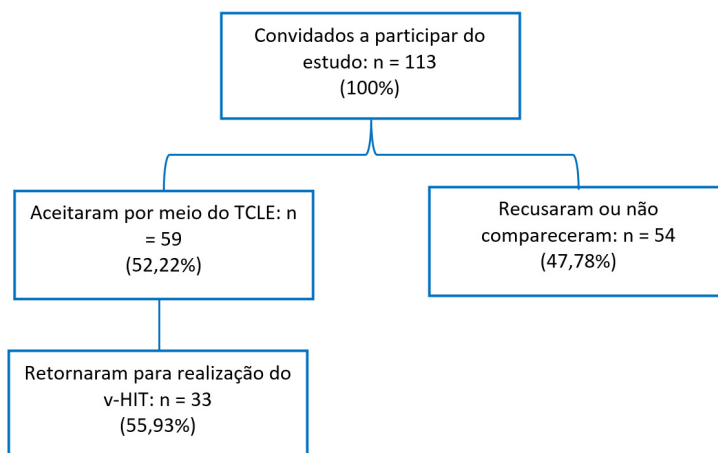 Convidados a participar do
estudo: n = 113
(100%)
Aceitaram por meio do TCLE: n
= 59
(52,22%)
Recusaram ou não
compareceram: n = 54
(47,78%)
Retornaram para realização do
v-HIT: n = 33
(55,93%)